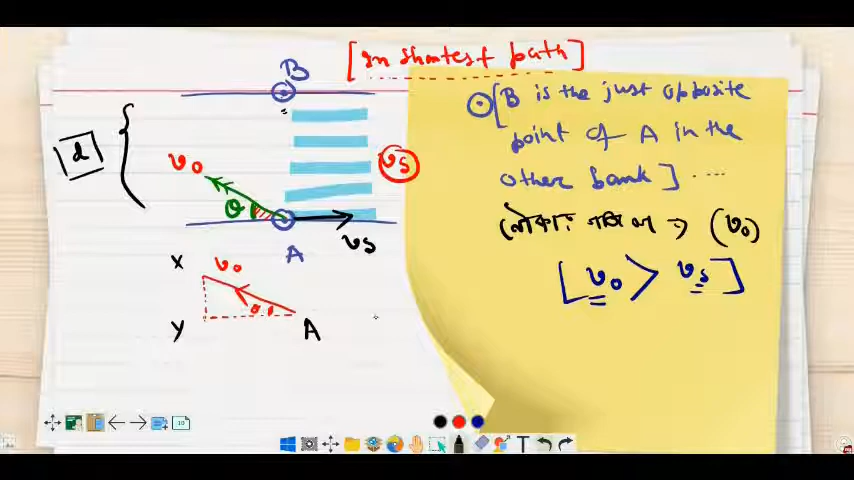 [In shortest path]
B
[B is the just opposite
point of A in the
other bank] ....
d
v₀
vₛ
θ
A
vₛ
(v₀)
[v₀ > vₛ]
X
v₀
θ
Y
A
T